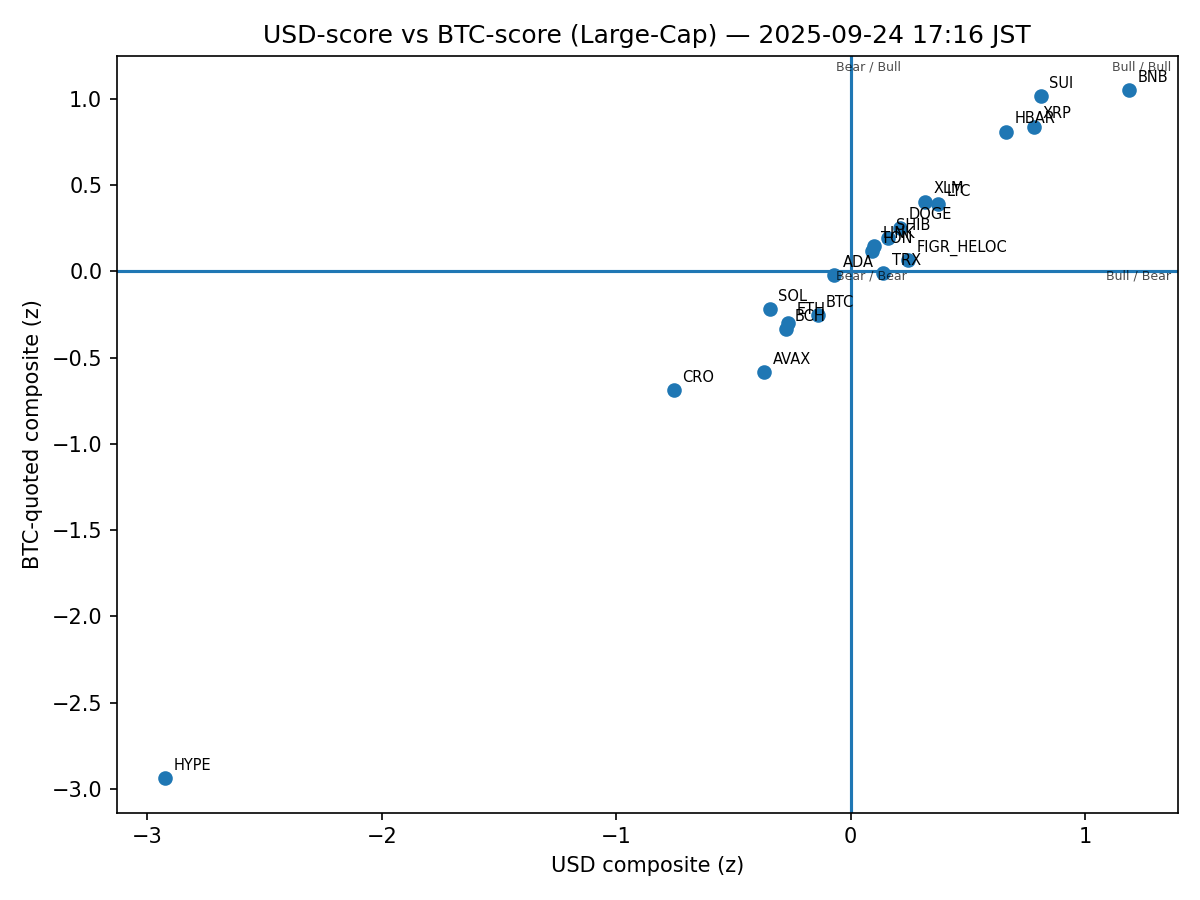 USD-score vs BTC-score (Large-Cap) — 2025-09-24 17:16 JST
Bear / Bull
Bull / Bull
BNB
SUI
XRP
HBAR
XLM
LTC
DOGE
SHIB
LINK
TON
FIGR_HELOC
TRX
ADA
Bear / Bear
Bull / Bear
SOL
BTC
ETH
BCH
AVAX
CRO
HYPE
1.0
0.5
0.0
−0.5
−1.0
−1.5
−2.0
−2.5
−3.0
BTC-quoted composite (z)
−3
−2
−1
0
1
USD composite (z)